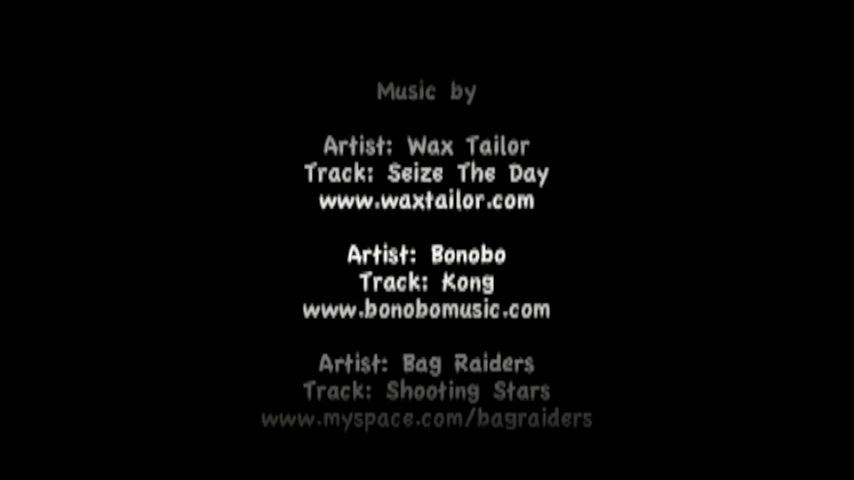 Music by
Artist: Wax Tailor
Track: Seize The Day
www.waxtailor.com
Artist: Bonobo
Track: Kong
www.bonobomusic.com
Artist: Bag Raiders
Track: Shooting Stars
www.myspace.com/bagraiders